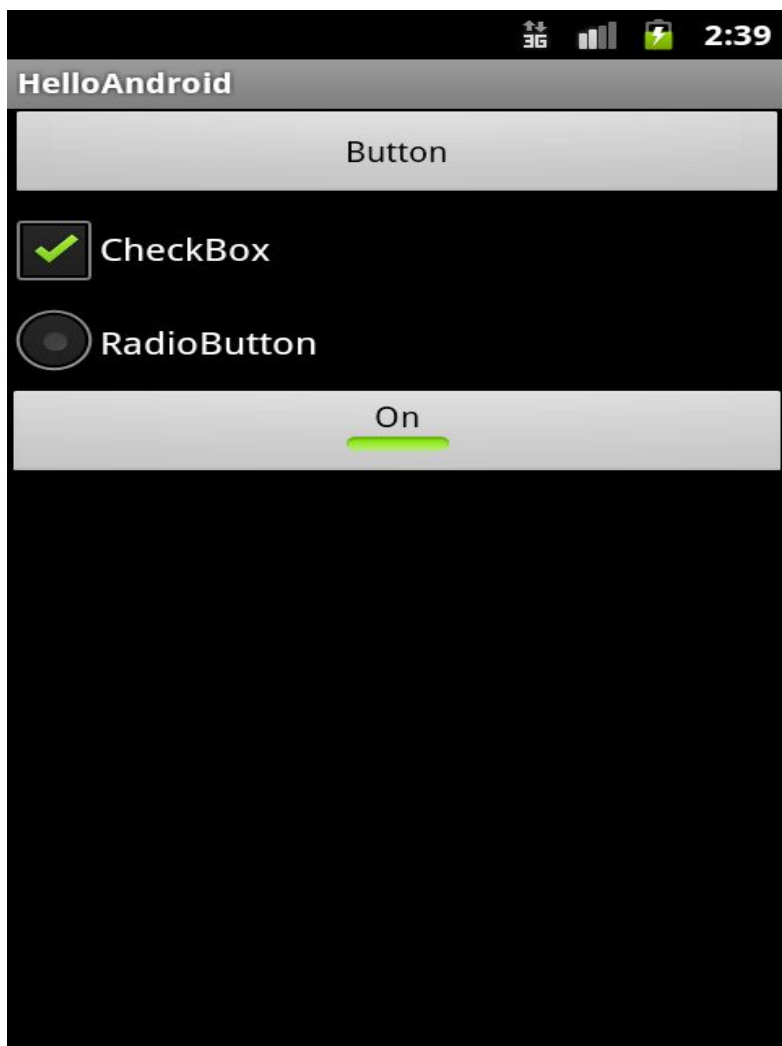 3G 2:39
HelloAndroid
Button
CheckBox
RadioButton
On